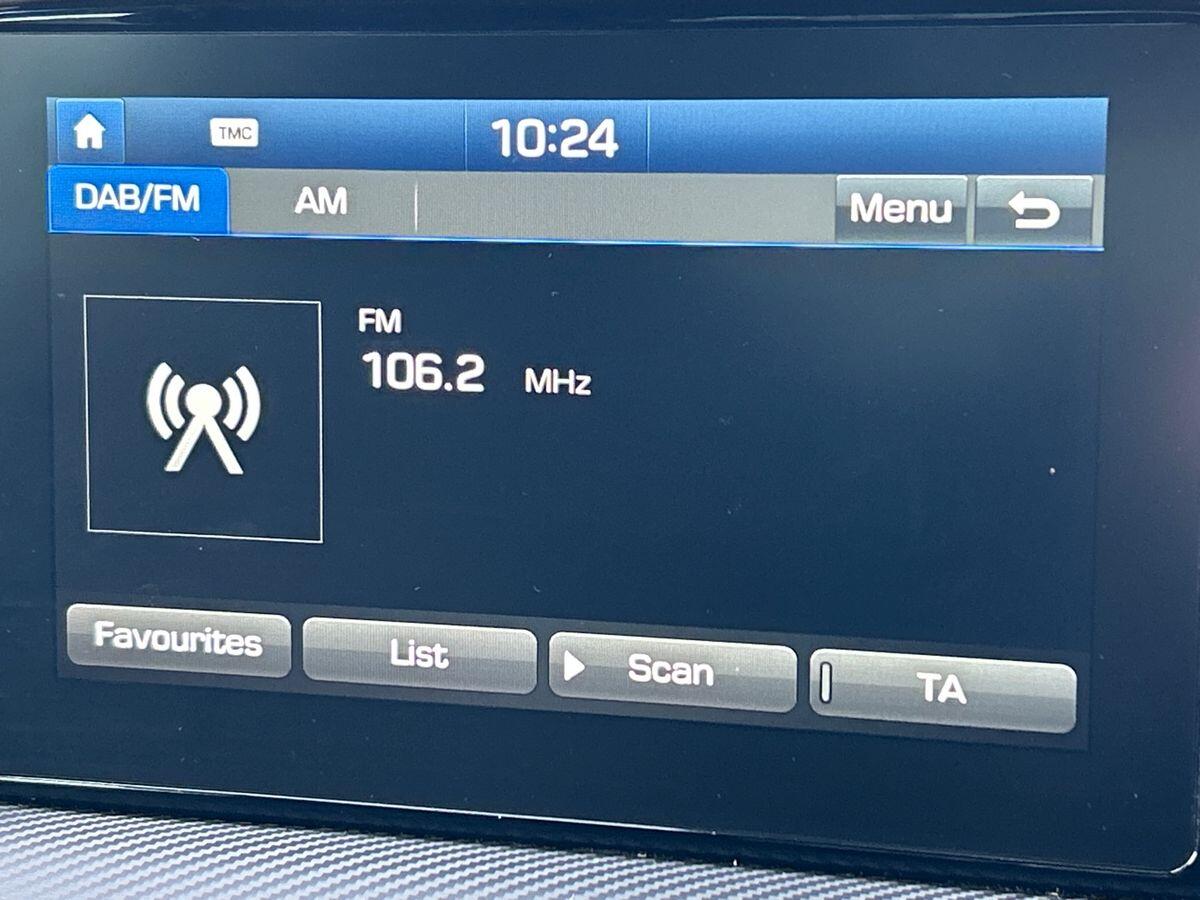 TMC 10:24
DAB/FM AM Menu
FM
106.2 MHz
Favourites List Scan TA